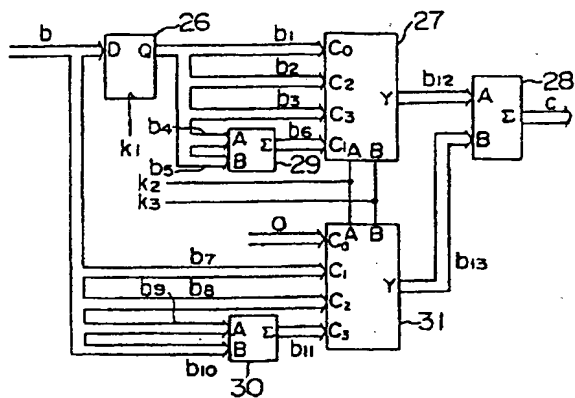 b
26
D Q
k1
b1
b2
b3
b4
b5
A
B
Σ
b6
29
27
C0
C2
C3
C1
A B
Y
b12
28
A
B
Σ
c
k2
k3
0
A B
C0
C1
C2
C3
Y
31
b13
b7
b8
b9
b10
A
B
Σ
b11
30